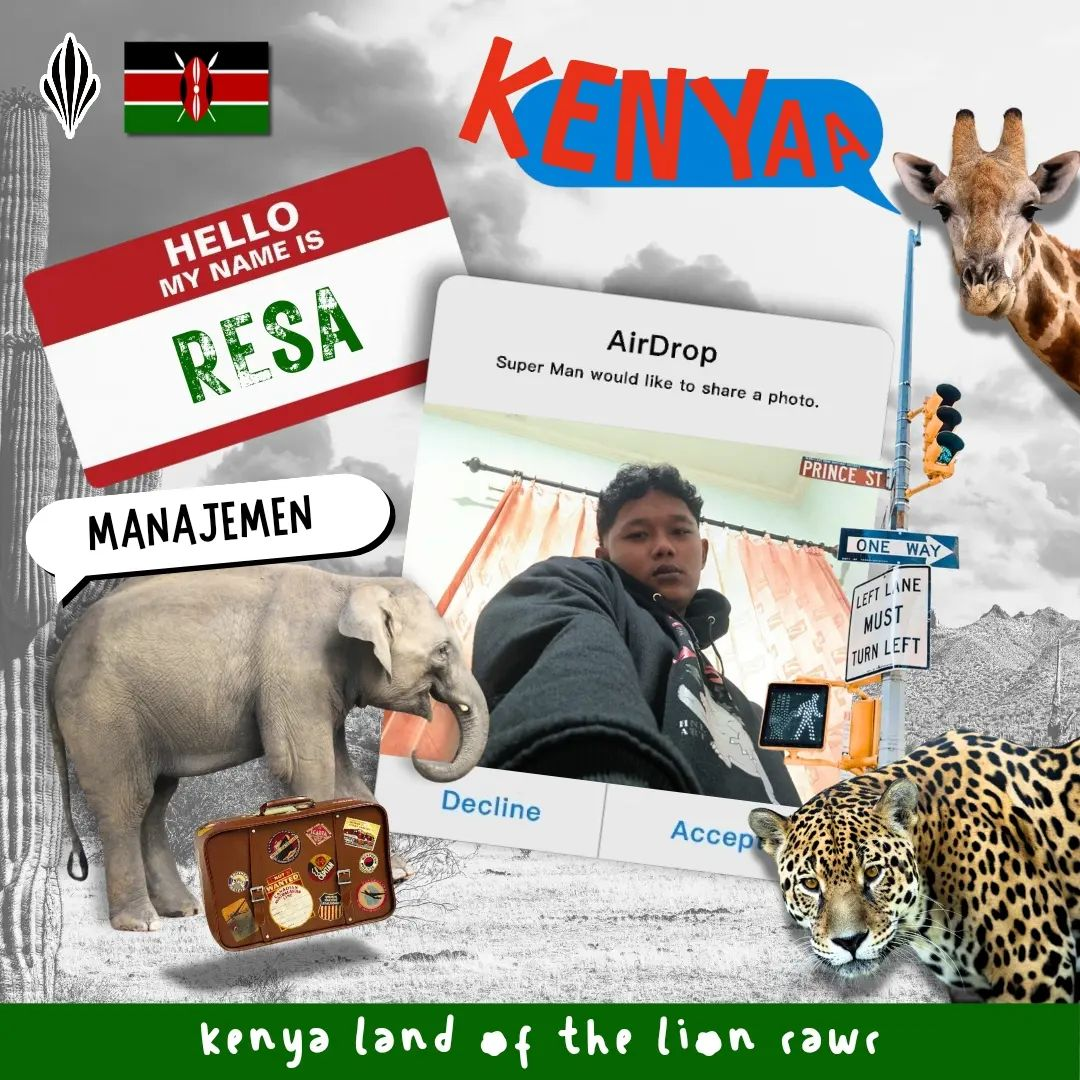 KENYAA
HELLO
MY NAME IS
RESA
AirDrop
Super Man would like to share a photo.
MANAJEMEN
PRINCE ST
ONE WAY
LEFT LANE
MUST
TURN LEFT
Decline
Accep
WANTED
kenya land of the lion rawr